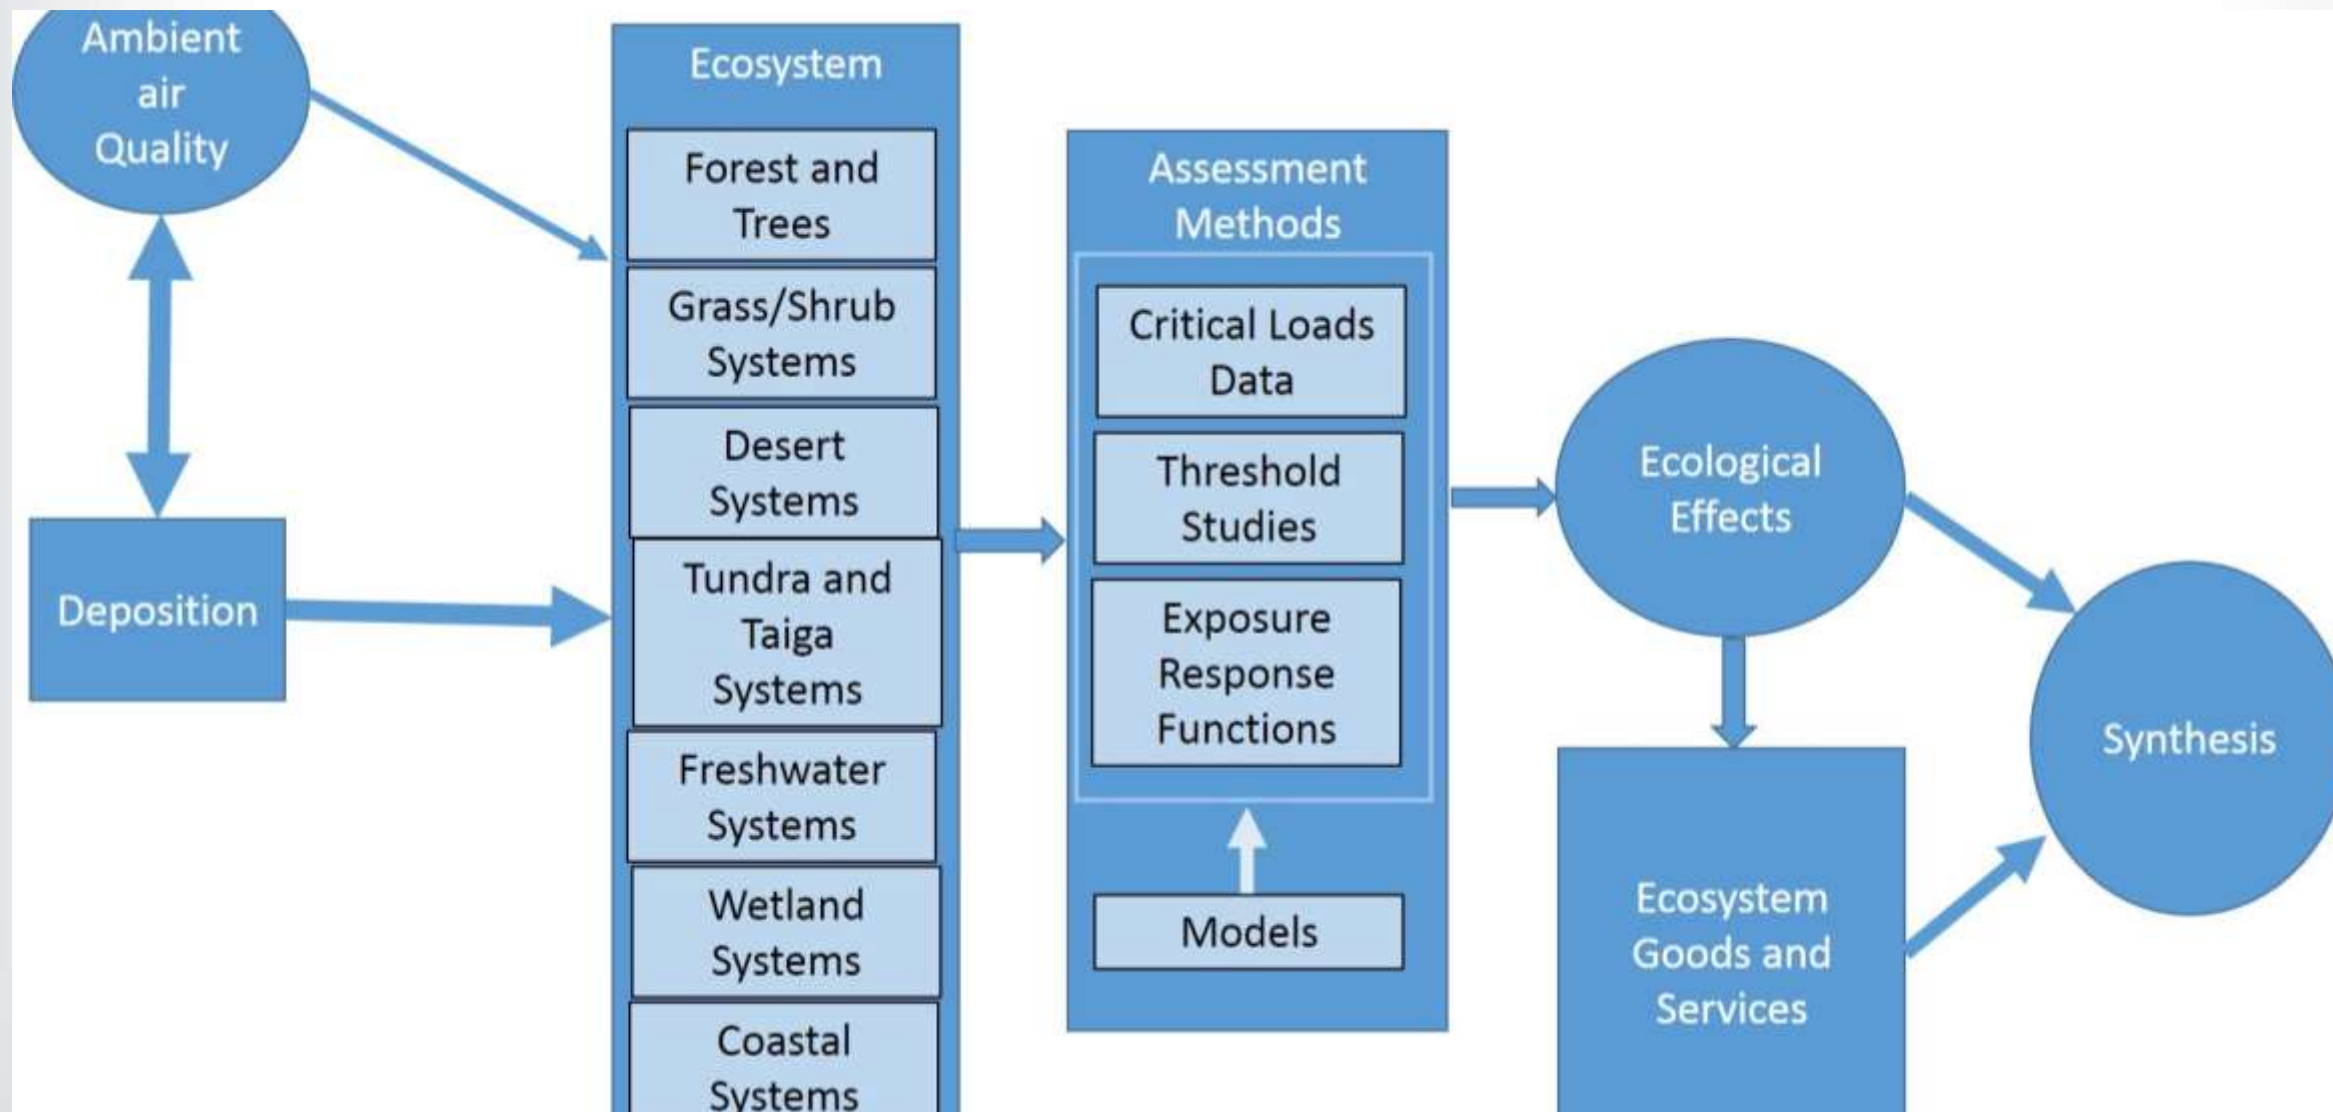 Ambient
air
Quality
Deposition
Ecosystem
Forest and
Trees
Grass/Shrub
Systems
Desert
Systems
Tundra and
Taiga
Systems
Freshwater
Systems
Wetland
Systems
Coastal
Systems
Assessment
Methods
Critical Loads
Data
Threshold
Studies
Exposure
Response
Functions
Models
Ecological
Effects
Ecosystem
Goods and
Services
Synthesis